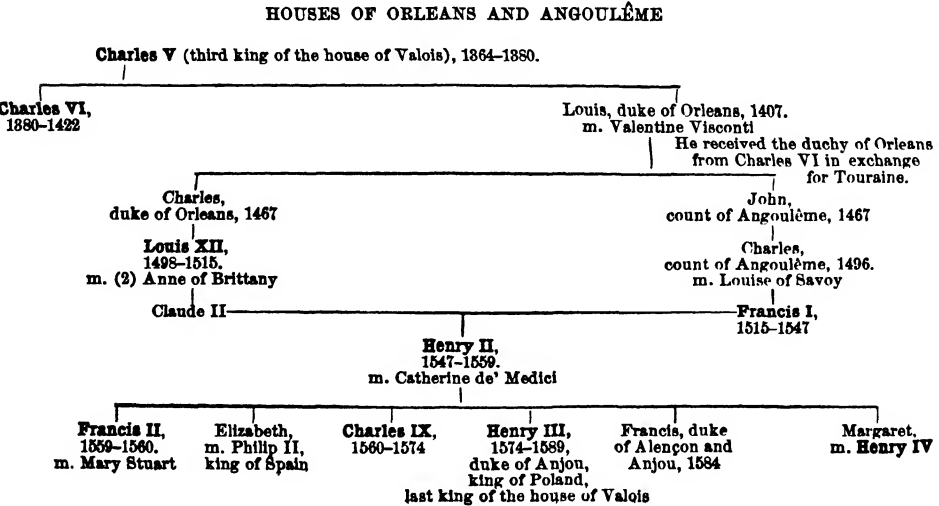 HOUSES OF ORLEANS AND ANGOULÊME
Charles V (third king of the house of Valois), 1364–1380.
Charles VI,
1380–1422
Louis, duke of Orleans, 1407.
m. Valentine Visconti
He received the duchy of Orleans
from Charles VI in exchange
for Touraine.
Charles,
duke of Orleans, 1467
John,
count of Angoulême, 1467
Louis XII,
1498–1515.
m. (2) Anne of Brittany
Charles,
count of Angoulême, 1496.
m. Louise of Savoy
Claude II
Francis I,
1515–1547
Henry II,
1547–1559.
m. Catherine de' Medici
Francis II,
1559–1560.
m. Mary Stuart
Elizabeth,
m. Philip II,
king of Spain
Charles IX,
1560–1574
Henry III,
1574–1589,
duke of Anjou,
king of Poland,
last king of the house of Valois
Francis, duke
of Alençon and
Anjou, 1584
Margaret,
m. Henry IV